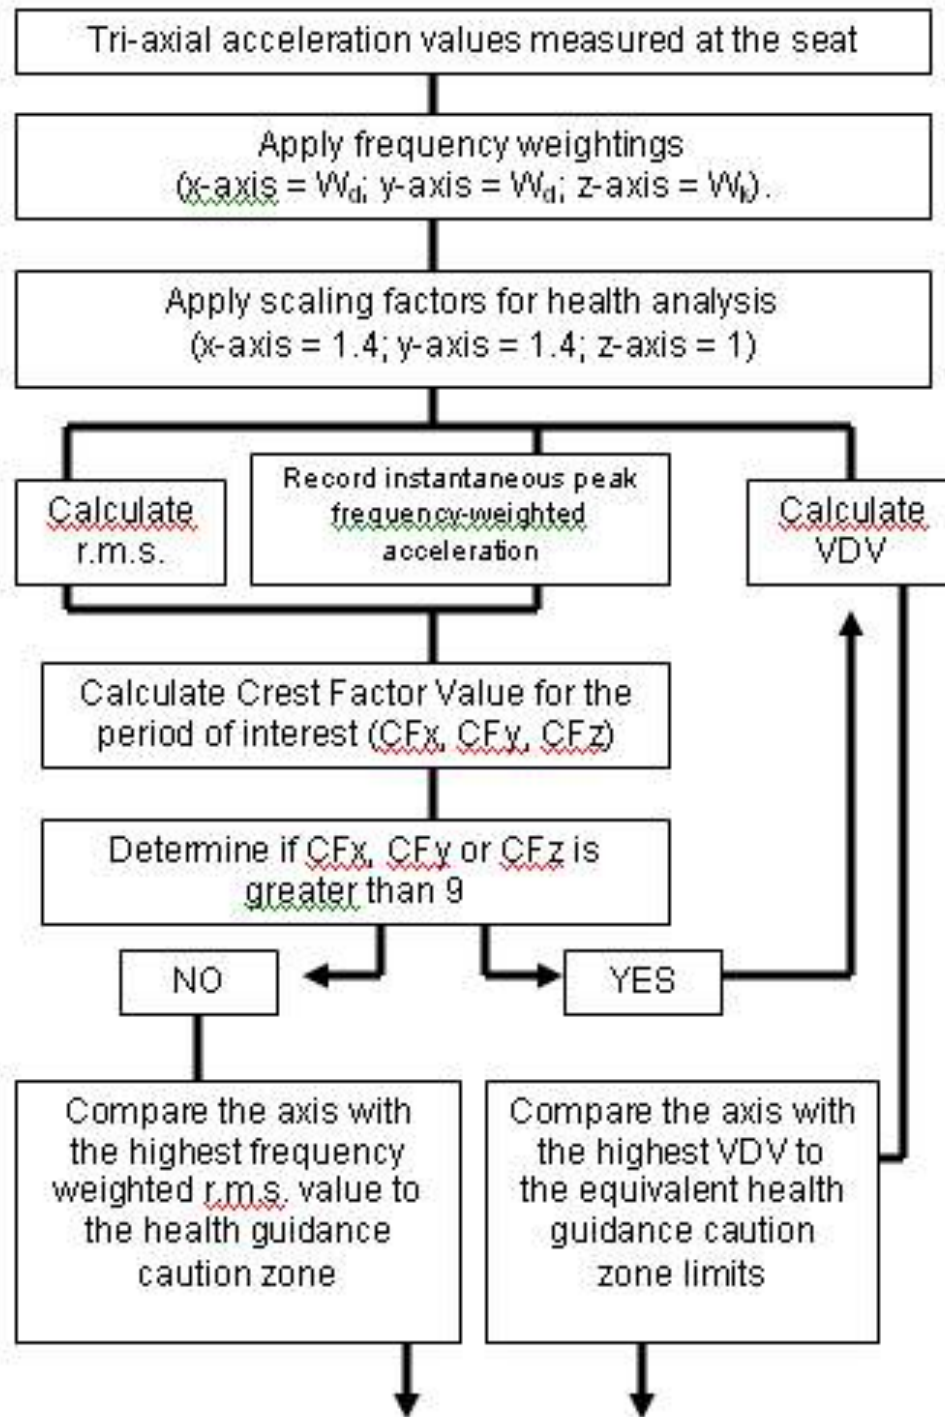 Tri-axial acceleration values measured at the seat
Apply frequency weightings
(x-axis = Wd; y-axis = Wd; z-axis = Wk).
Apply scaling factors for health analysis
(x-axis = 1.4; y-axis = 1.4; z-axis = 1)
Calculate
r.m.s.
Record instantaneous peak
frequency-weighted
acceleration
Calculate
VDV
Calculate Crest Factor Value for the
period of interest (CFx, CFy, CFz)
Determine if CFx, CFy or CFz is
greater than 9
NO
YES
Compare the axis with
the highest frequency
weighted r.m.s. value to
the health guidance
caution zone
Compare the axis with
the highest VDV to
the equivalent health
guidance caution
zone limits